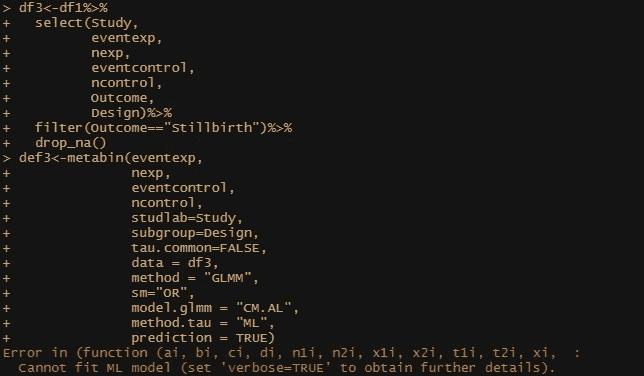 > df3<-df1%>%
+   select(Study,
+          eventexp,
+          nexp,
+          eventcontrol,
+          ncontrol,
+          Outcome,
+          Design)%>%
+   filter(Outcome=="Stillbirth")%>%
+   drop_na()
> def3<-metabin(eventexp,
+               nexp,
+               eventcontrol,
+               ncontrol,
+               studlab=Study,
+               subgroup=Design,
+               tau.common=FALSE,
+               data = df3,
+               method = "GLMM",
+               sm="OR",
+               model.glmm = "CM.AL",
+               method.tau = "ML",
+               prediction = TRUE)
Error in (function (ai, bi, ci, di, n1i, n2i, x1i, x2i, t1i, t2i, xi,  :
  Cannot fit ML model (set 'verbose=TRUE' to obtain further details).